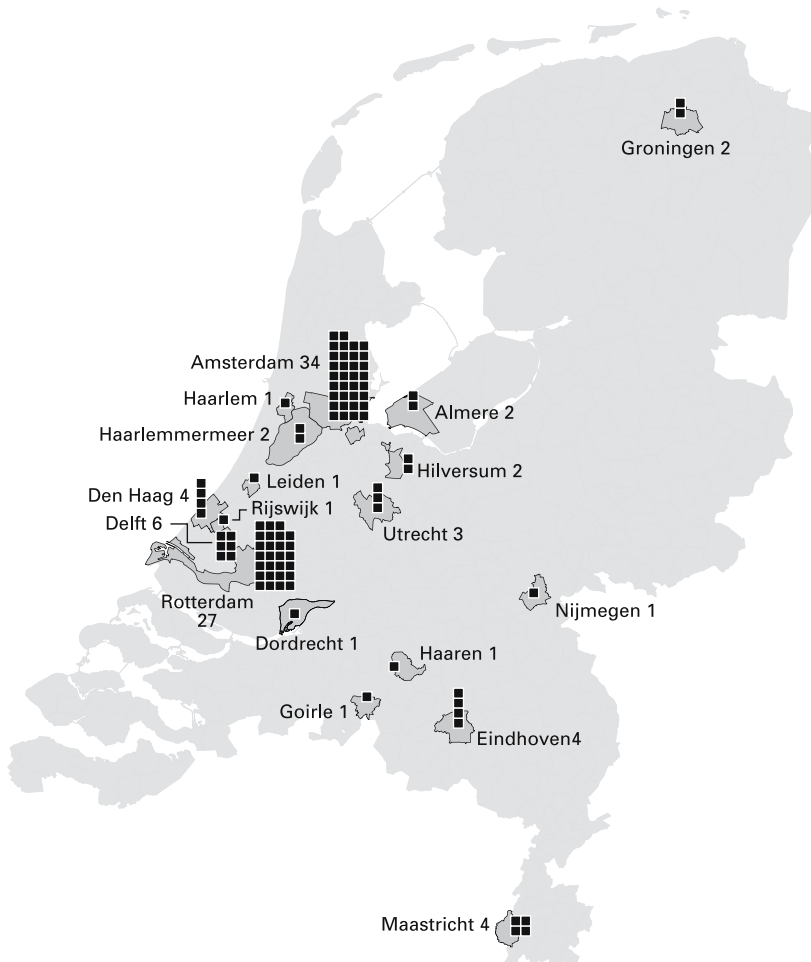 Groningen 2
Amsterdam 34
Haarlem 1
Almere 2
Haarlemmermeer 2
Hilversum 2
Leiden 1
Den Haag 4
Rijswijk 1
Delft 6
Utrecht 3
Rotterdam
27
Nijmegen 1
Dordrecht 1
Haaren 1
Goirle 1
Eindhoven4
Maastricht 4